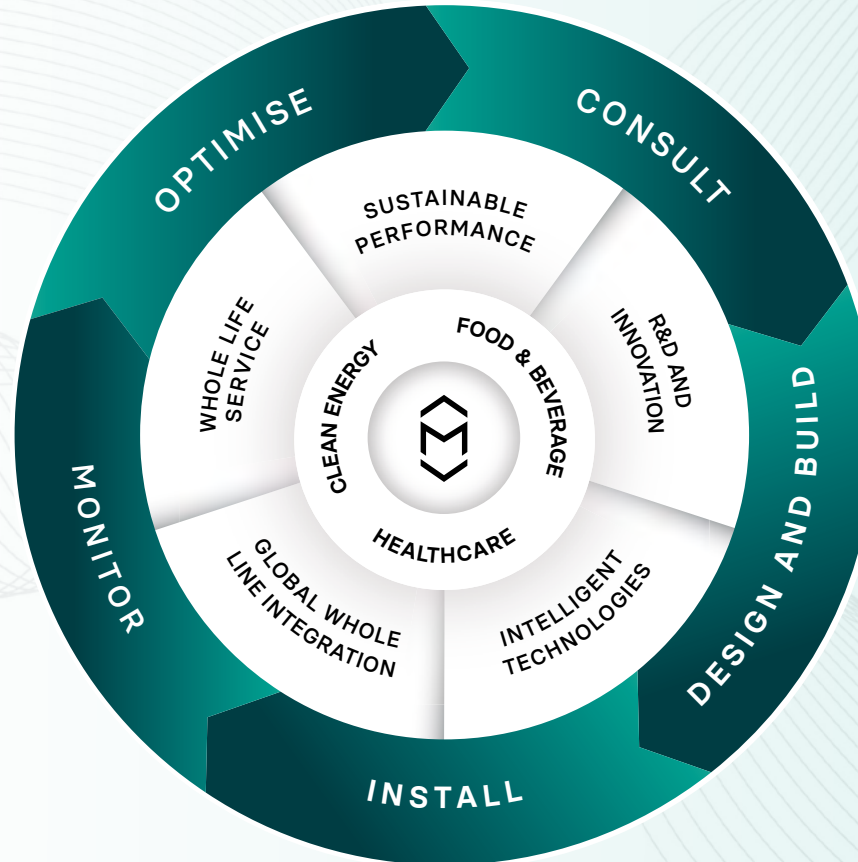 CONSULT
DESIGN AND BUILD
INSTALL
MONITOR
OPTIMISE
SUSTAINABLE
PERFORMANCE
R&D AND
INNOVATION
INTELLIGENT
TECHNOLOGIES
GLOBAL WHOLE
LINE INTEGRATION
WHOLE LIFE
SERVICE
FOOD & BEVERAGE
HEALTHCARE
CLEAN ENERGY